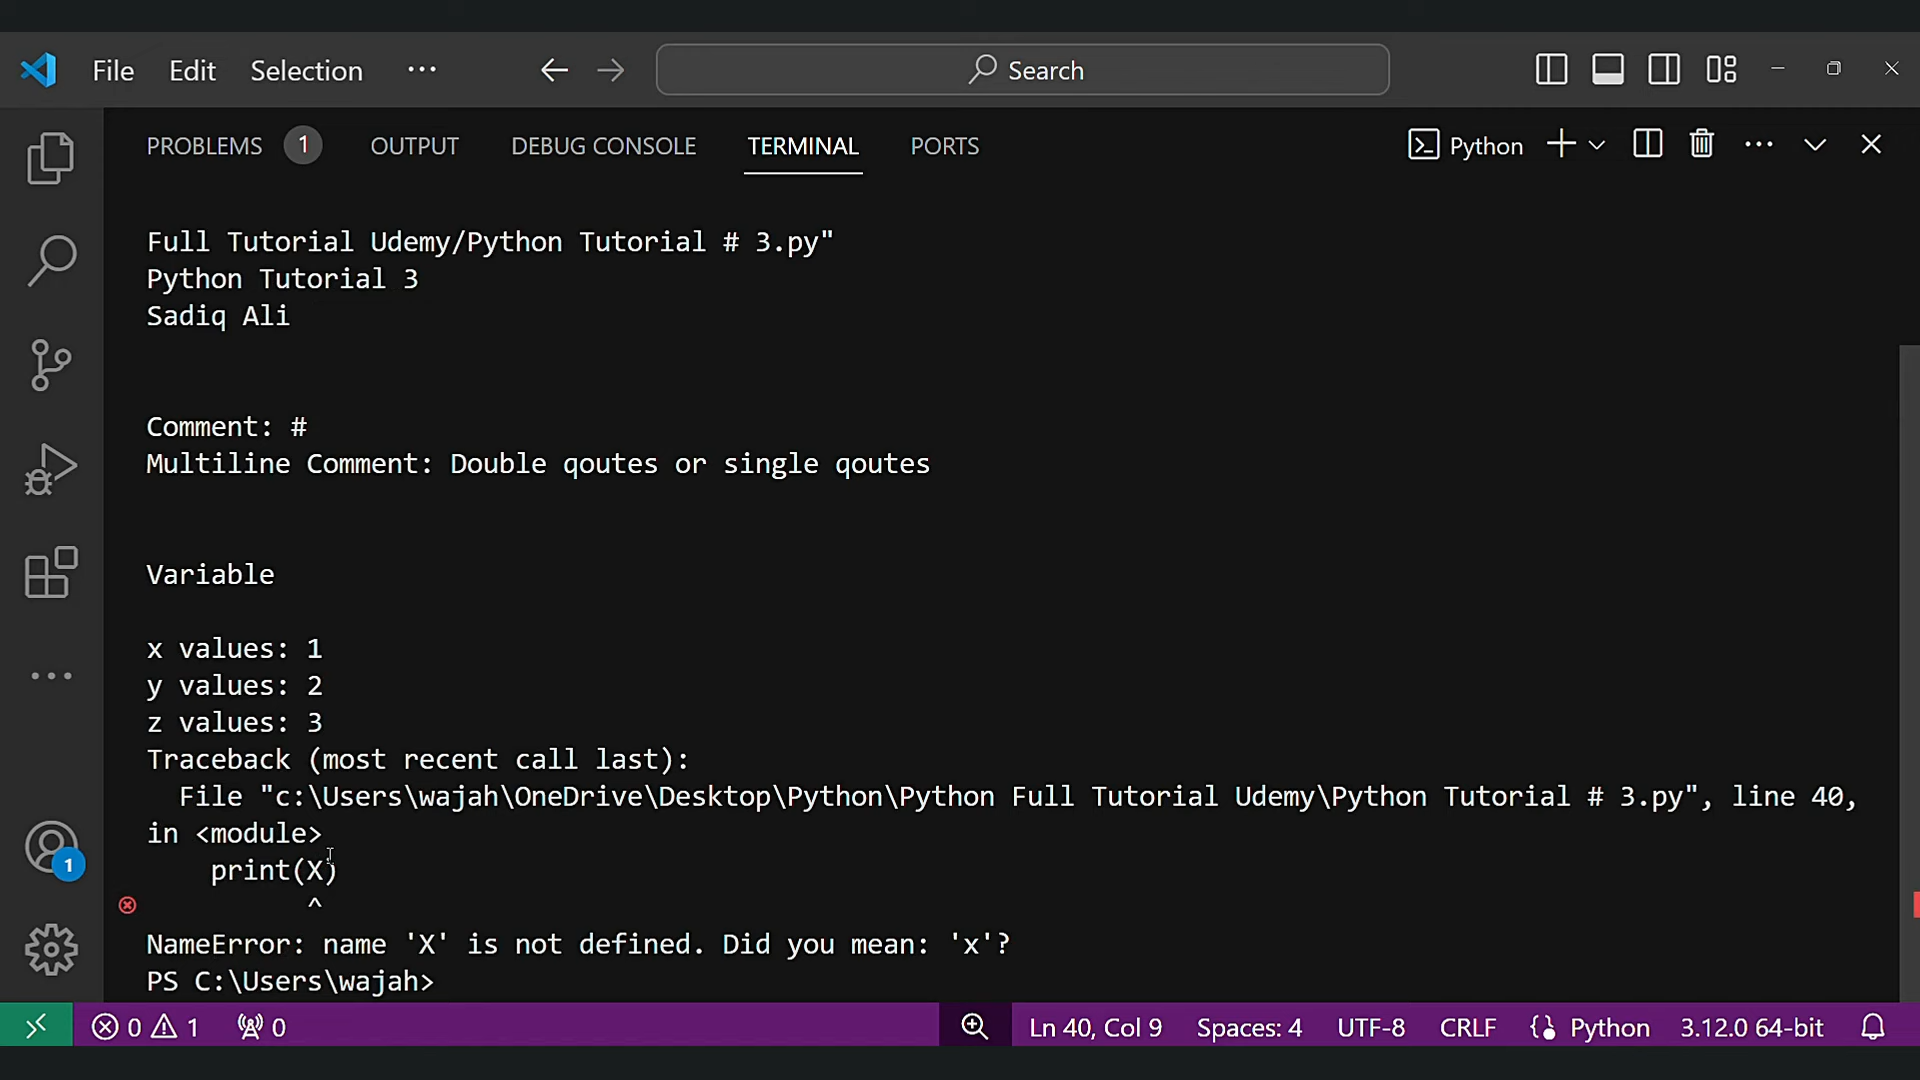 File Edit Selection ··· Search
PROBLEMS 1 OUTPUT DEBUG CONSOLE TERMINAL PORTS Python
Full Tutorial Udemy/Python Tutorial # 3.py"
Python Tutorial 3
Sadiq Ali
Comment: #
Multiline Comment: Double qoutes or single qoutes
Variable
x values: 1
y values: 2
z values: 3
Traceback (most recent call last):
File "c:\Users\wajah\OneDrive\Desktop\Python\Python Full Tutorial Udemy\Python Tutorial # 3.py", line 40,
in <module>
print(X)
^
NameError: name 'X' is not defined. Did you mean: 'x'?
PS C:\Users\wajah>
1
0 1 0 Ln 40, Col 9 Spaces: 4 UTF-8 CRLF Python 3.12.0 64-bit